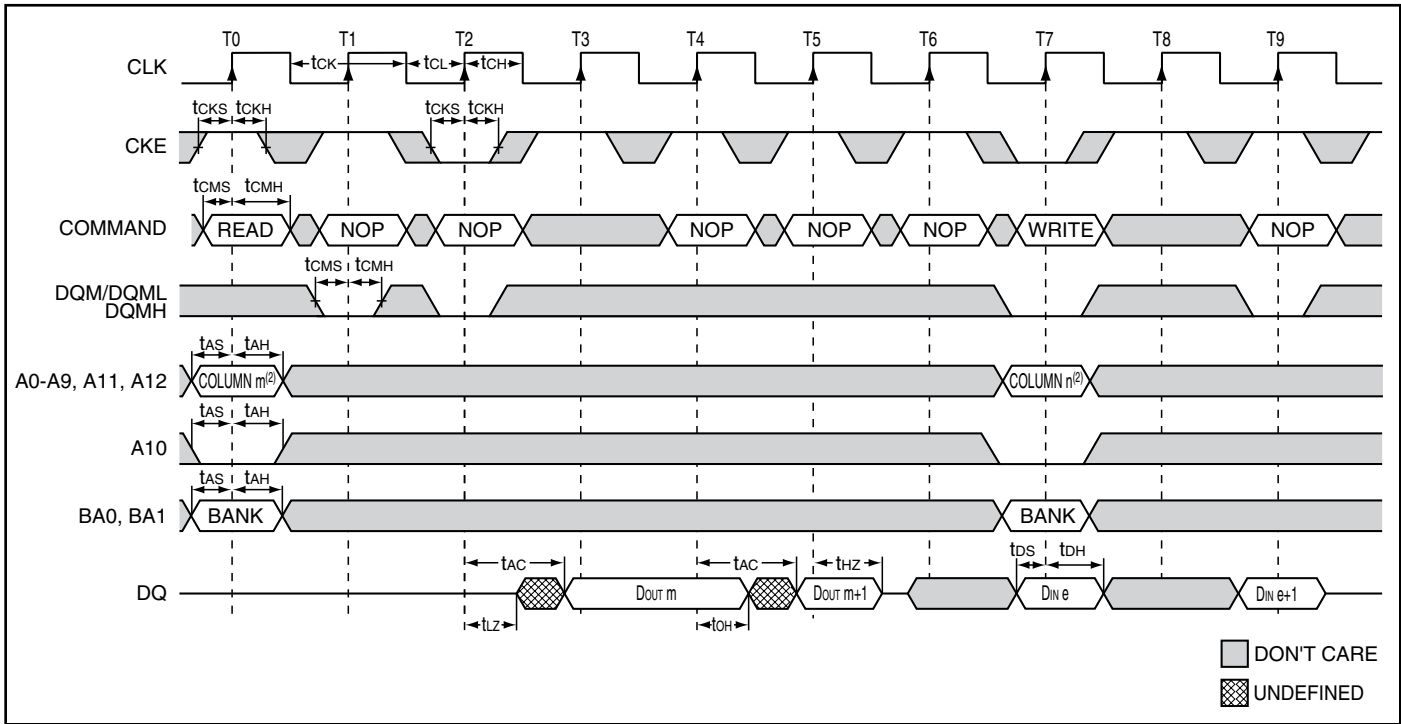 T0 T1 T2 T3 T4 T5 T6 T7 T8 T9
CLK tCK tCL tCH
tCKS tCKH tCKS tCKH
CKE
tCMS tCMH
COMMAND READ NOP NOP NOP NOP NOP WRITE NOP
tCMS tCMH
DQM/DQML
DQMH
tAS tAH
A0-A9, A11, A12 COLUMN m(2) COLUMN n(2)
tAS tAH
A10
tAS tAH
BA0, BA1 BANK BANK
tAC tAC tHZ tDS tDH
DQ DOUT m DOUT m+1 DIN e DIN e+1
tLZ tOH
DON'T CARE
UNDEFINED